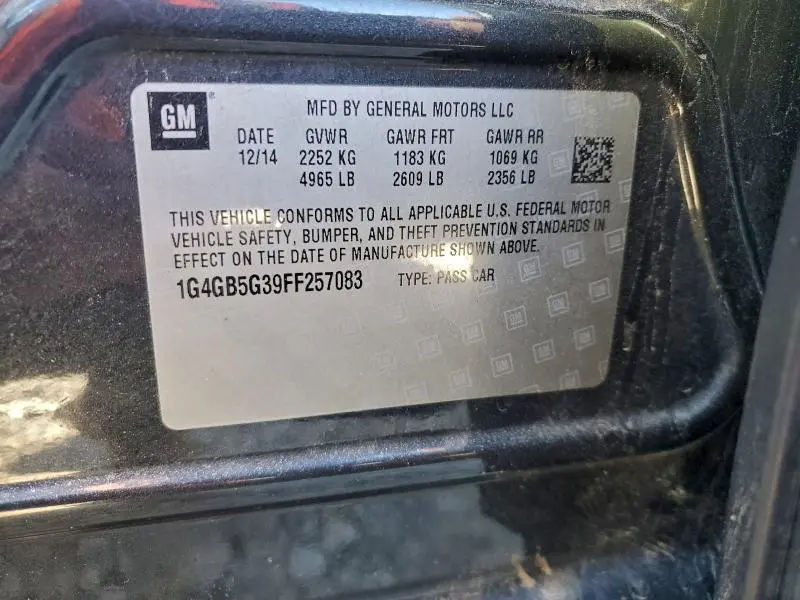 GM
MFD BY GENERAL MOTORS LLC
DATE GVWR GAWR FRT GAWR RR
12/14 2252 KG 1183 KG 1069 KG
4965 LB 2609 LB 2356 LB
THIS VEHICLE CONFORMS TO ALL APPLICABLE U.S. FEDERAL MOTOR
VEHICLE SAFETY, BUMPER, AND THEFT PREVENTION STANDARDS IN
EFFECT ON THE DATE OF MANUFACTURE SHOWN ABOVE.
1G4GB5G39FF257083 TYPE: PASS CAR